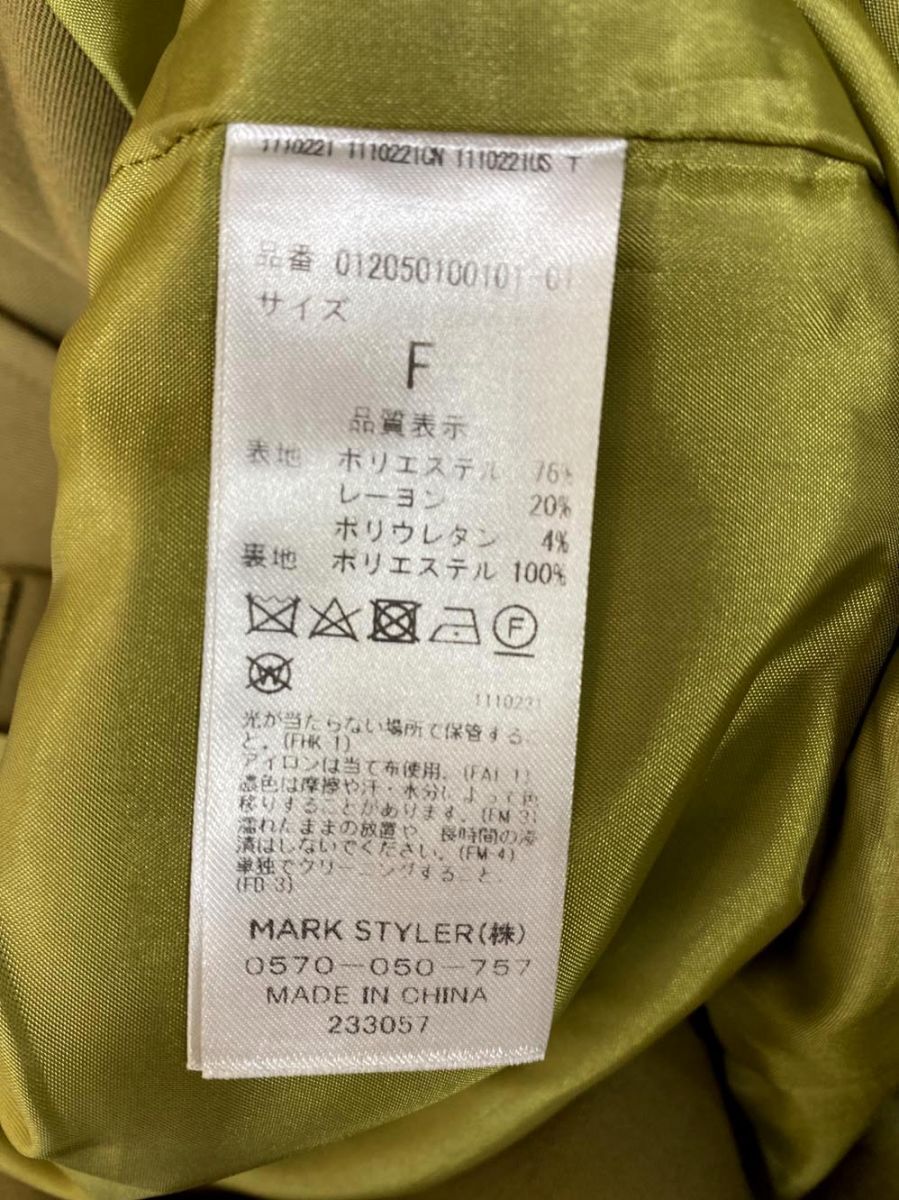 1110221 1110221CN 1110221US T
品番 012050100101-01
サイズ
F
品質表示
表地 ポリエステル 76%
レーヨン 20%
ポリウレタン 4%
裏地 ポリエステル 100%
F
W
1110221
光が当たらない場所で保管するこ
と。(FHK-1)
アイロンは当て布使用。(FAI-1)
濃色は摩擦や汗・水分によって色
移りすることがあります。(FM-3)
濡れたままの放置や、長時間の浸
漬はしないでください。(FM-4)
単独でクリーニングすること。
(FD-3)
MARK STYLER(株)
0570-050-757
MADE IN CHINA
233057